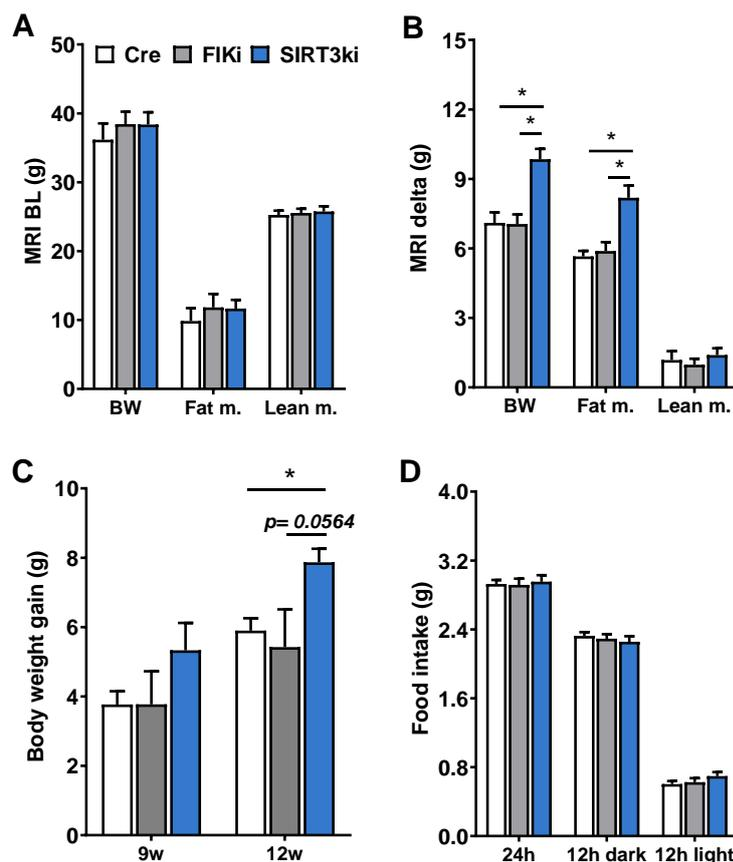 A
MRI BL (g)
50
40
30
20
10
0
Cre FlKi SIRT3ki
BW Fat m. Lean m.
B
MRI delta (g)
15
12
9
6
3
0
*
*
*
*
BW Fat m. Lean m.
C
Body weight gain (g)
10
8
6
4
2
0
*
p= 0.0564
9w 12w
D
Food intake (g)
4.0
3.2
2.4
1.6
0.8
0.0
24h 12h dark 12h light